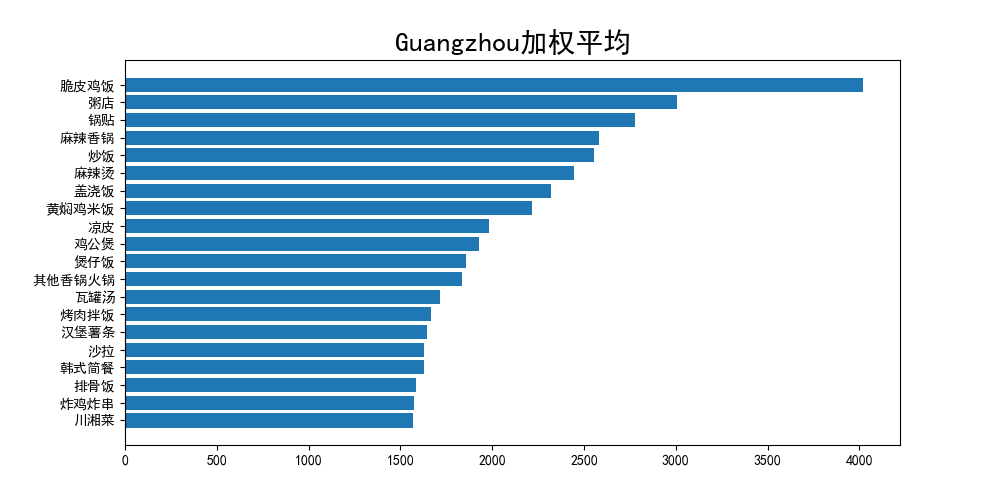 Guangzhou加权平均
脆皮鸡饭
粥店
锅贴
麻辣香锅
炒饭
麻辣烫
盖浇饭
黄焖鸡米饭
凉皮
鸡公煲
煲仔饭
其他香锅火锅
瓦罐汤
烤肉拌饭
汉堡薯条
沙拉
韩式简餐
排骨饭
炸鸡炸串
川湘菜
0 500 1000 1500 2000 2500 3000 3500 4000